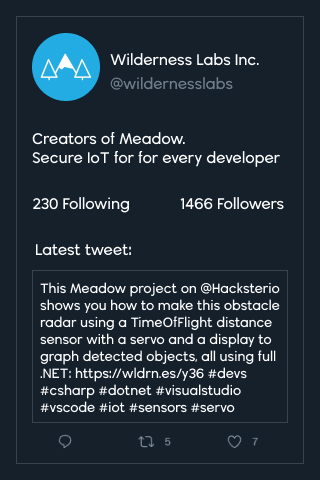 Wilderness Labs Inc.
@wildernesslabs
Creators of Meadow.
Secure IoT for for every developer
230 Following 1466 Followers
Latest tweet:
This Meadow project on @Hacksterio
shows you how to make this obstacle
radar using a TimeOfFlight distance
sensor with a servo and a display to
graph detected objects, all using full
.NET: https://wldrn.es/y36 #devs
#csharp #dotnet #visualstudio
#vscode #iot #sensors #servo
5 7